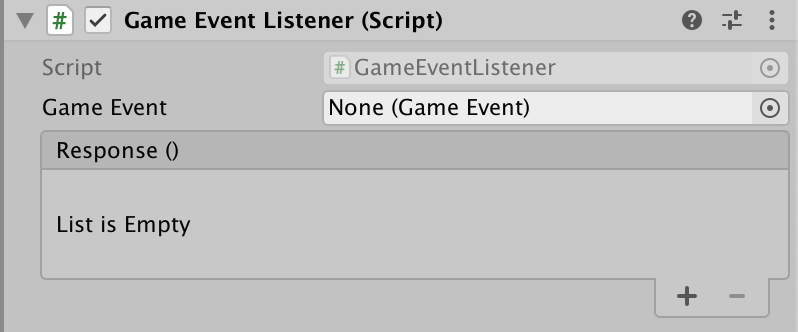 # Game Event Listener (Script)
Script # GameEventListener
Game Event None (Game Event)
Response ()
List is Empty